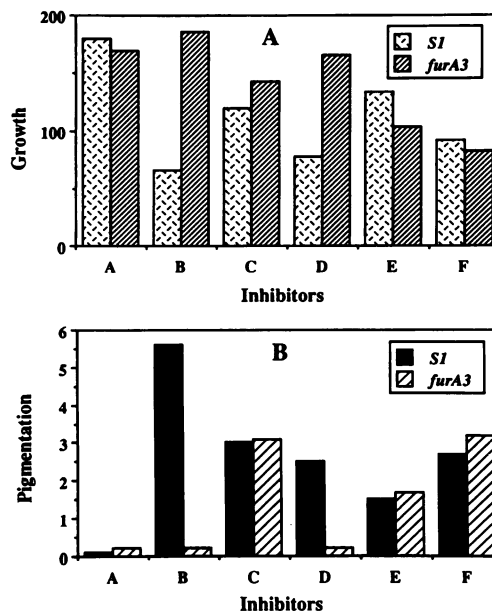 200
A
S1
furA3
100
Growth
0
A B C D E F
Inhibitors
6
B
S1
furA3
5
4
3
Pigmentation
2
1
0
A B C D E F
Inhibitors